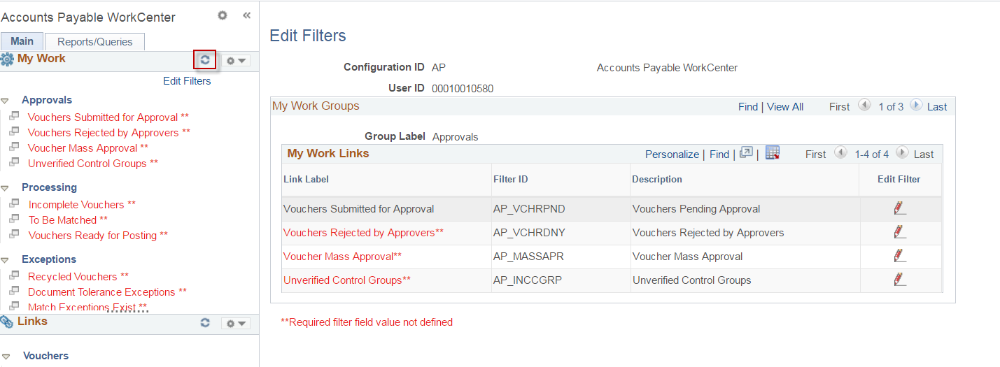 Accounts Payable WorkCenter
Main Reports/Queries
My Work
Edit Filters
Approvals
Vouchers Submitted for Approval **
Vouchers Rejected by Approvers **
Voucher Mass Approval **
Unverified Control Groups **
Processing
Incomplete Vouchers **
To Be Matched **
Vouchers Ready for Posting **
Exceptions
Recycled Vouchers **
Document Tolerance Exceptions **
Match Exceptions Exist **
Links
Vouchers
Edit Filters
Configuration ID AP Accounts Payable WorkCenter
User ID 00010010580
My Work Groups Find | View All First 1 of 3 Last
Group Label Approvals
My Work Links Personalize | Find | | First 1-4 of 4 Last
Link Label Filter ID Description Edit Filter
Vouchers Submitted for Approval AP_VCHRPND Vouchers Pending Approval
Vouchers Rejected by Approvers** AP_VCHRDNY Vouchers Rejected by Approvers
Voucher Mass Approval** AP_MASSAPR Voucher Mass Approval
Unverified Control Groups** AP_INCCGRP Unverified Control Groups
**Required filter field value not defined